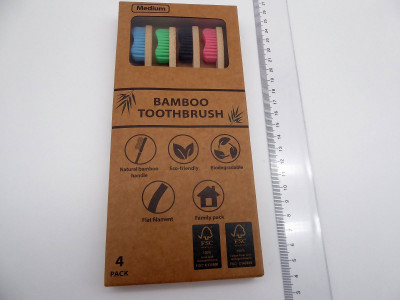 Medium
BAMBOO
TOOTHBRUSH
Natural bamboo
handle
Eco-friendly
Biodegradable
Flat filament
Family pack
4
PACK
FSC
FSC